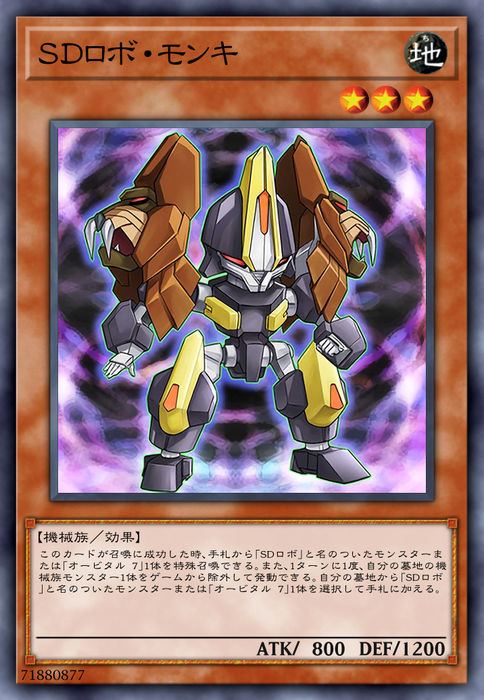 SDロボ・モンキ
ち
地
【機械族／効果】
このカードが召喚に成功した時、手札から「SDロボ」と名のついたモンスターま
たは「オービタル 7」1体を特殊召喚できる。また、1ターンに1度、自分の墓地の機
械族モンスター1体をゲームから除外して発動できる。自分の墓地から「SDロボ
」と名のついたモンスターまたは「オービタル 7」1体を選択して手札に加える。
ATK/ 800 DEF/1200
71880877